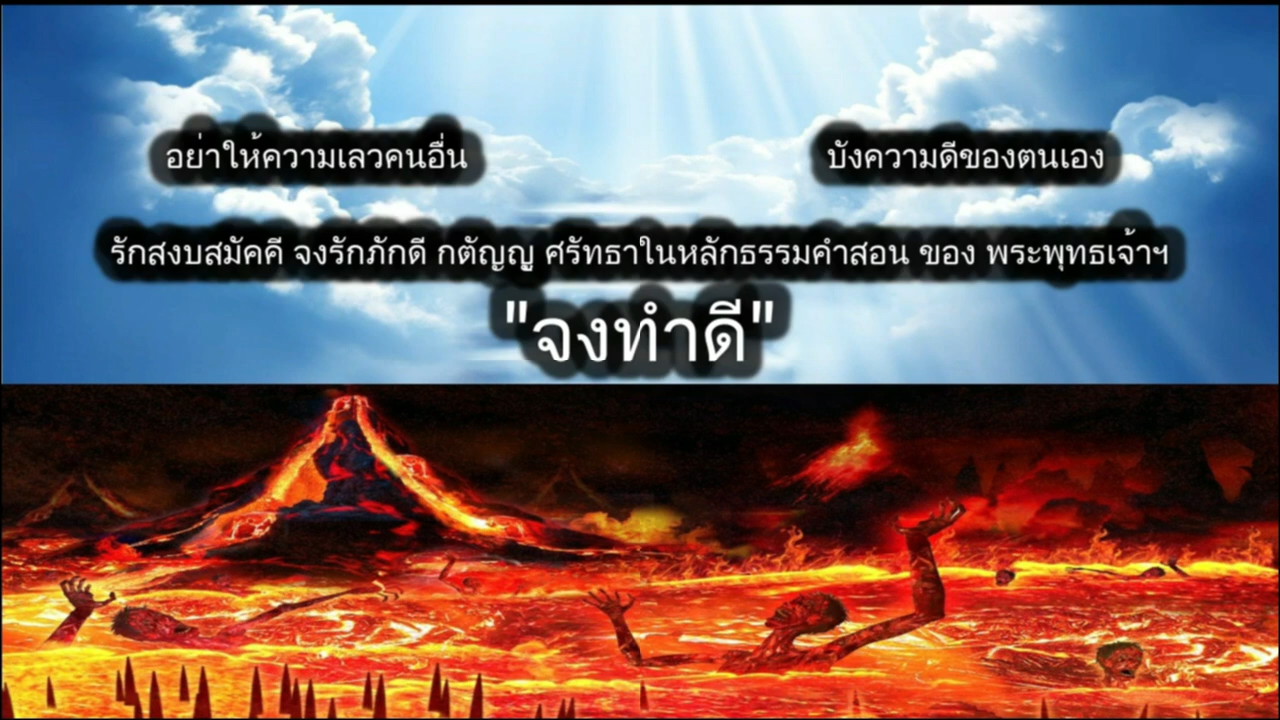 อย่าให้ความเลวคนอื่น บังความดีของตนเอง
รักสงบสมัคคี จงรักภักดี กตัญญู ศรัทธาในหลักธรรมคำสอน ของ พระพุทธเจ้าฯ
"จงทำดี"